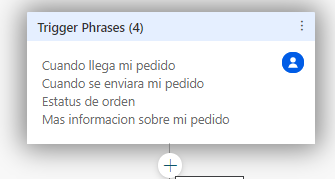 Trigger Phrases (4)
Cuando llega mi pedido
Cuando se enviara mi pedido
Estatus de orden
Mas informacion sobre mi pedido